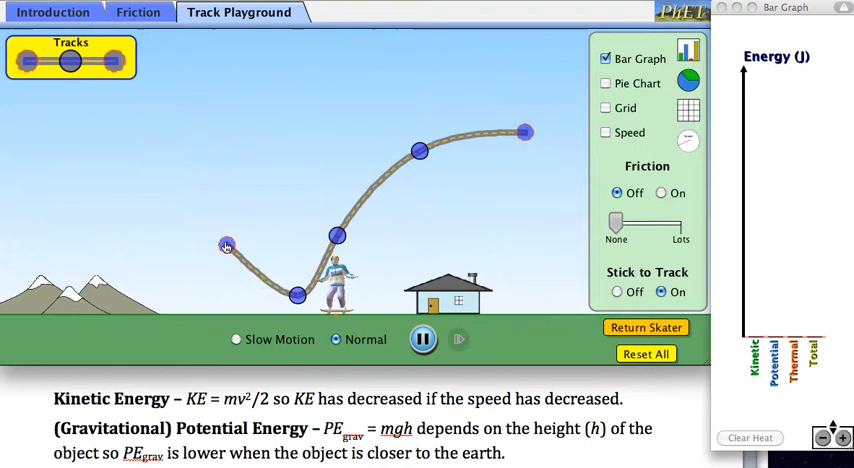 Introduction
Friction
Track Playground
PhET
Bar Graph
Tracks
Energy (J)
Bar Graph
Pie Chart
Grid
Speed
Friction
Off
On
None
Lots
Stick to Track
Off
On
Return Skater
Reset All
Slow Motion
Normal
Kinetic
Potential
Thermal
Total
Clear Heat
Kinetic Energy – KE = mv²/2 so KE has decreased if the speed has decreased.
(Gravitational) Potential Energy – PEgrav = mgh depends on the height (h) of the
object so PEgrav is lower when the object is closer to the earth.